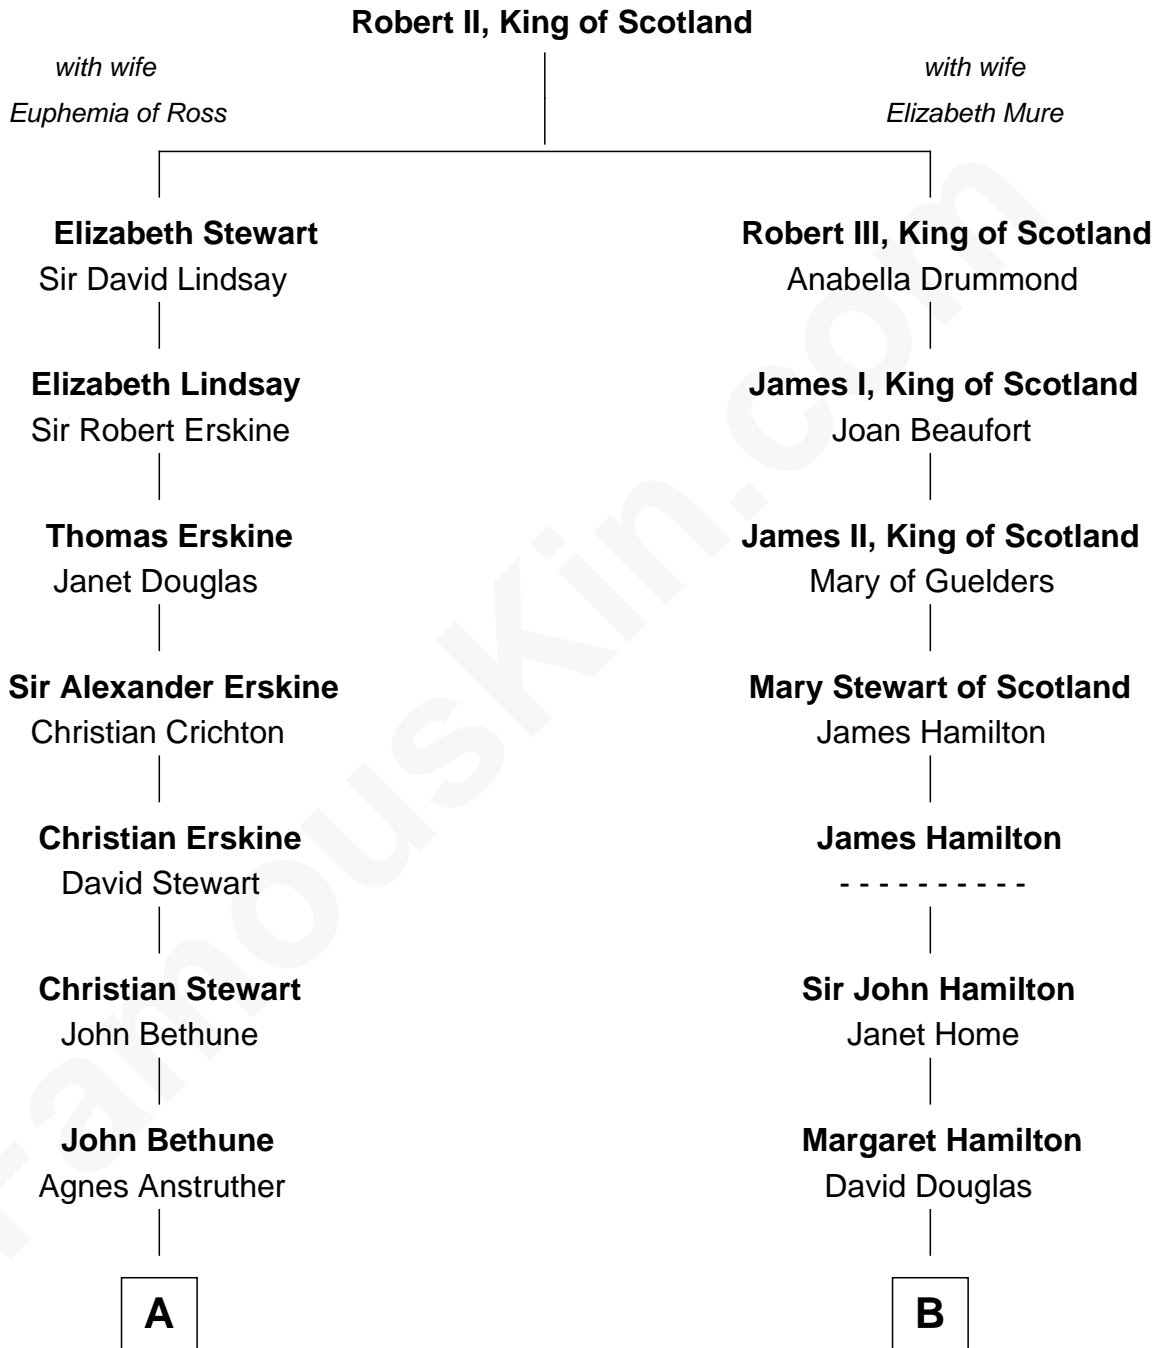 Robert II, King of Scotland
with wife
Euphemia of Ross
with wife
Elizabeth Mure
Elizabeth Stewart
Sir David Lindsay
Robert III, King of Scotland
Anabella Drummond
Elizabeth Lindsay
Sir Robert Erskine
James I, King of Scotland
Joan Beaufort
Thomas Erskine
Janet Douglas
James II, King of Scotland
Mary of Guelders
Sir Alexander Erskine
Christian Crichton
Mary Stewart of Scotland
James Hamilton
Christian Erskine
David Stewart
James Hamilton
- - - - - - - - - -
Christian Stewart
John Bethune
Sir John Hamilton
Janet Home
John Bethune
Agnes Anstruther
Margaret Hamilton
David Douglas
A
B
FamousKin.com